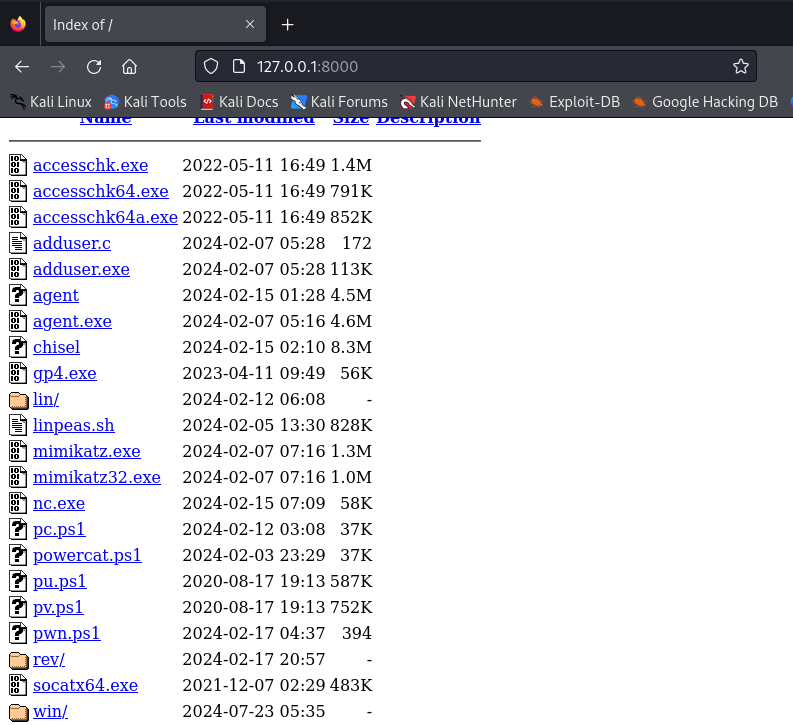 Index of /
127.0.0.1:8000
Kali Linux Kali Tools Kali Docs Kali Forums Kali NetHunter Exploit-DB Google Hacking DB
Name Last modified Size Description
accesschk.exe 2022-05-11 16:49 1.4M
accesschk64.exe 2022-05-11 16:49 791K
accesschk64a.exe 2022-05-11 16:49 852K
adduser.c 2024-02-07 05:28 172
adduser.exe 2024-02-07 05:28 113K
agent 2024-02-15 01:28 4.5M
agent.exe 2024-02-07 05:16 4.6M
chisel 2024-02-15 02:10 8.3M
gp4.exe 2023-04-11 09:49 56K
lin/ 2024-02-12 06:08 -
linpeas.sh 2024-02-05 13:30 828K
mimikatz.exe 2024-02-07 07:16 1.3M
mimikatz32.exe 2024-02-07 07:16 1.0M
nc.exe 2024-02-15 07:09 58K
pc.ps1 2024-02-12 03:08 37K
powercat.ps1 2024-02-03 23:29 37K
pu.ps1 2020-08-17 19:13 587K
pv.ps1 2020-08-17 19:13 752K
pwn.ps1 2024-02-17 04:37 394
rev/ 2024-02-17 20:57 -
socatx64.exe 2021-12-07 02:29 483K
win/ 2024-07-23 05:35 -